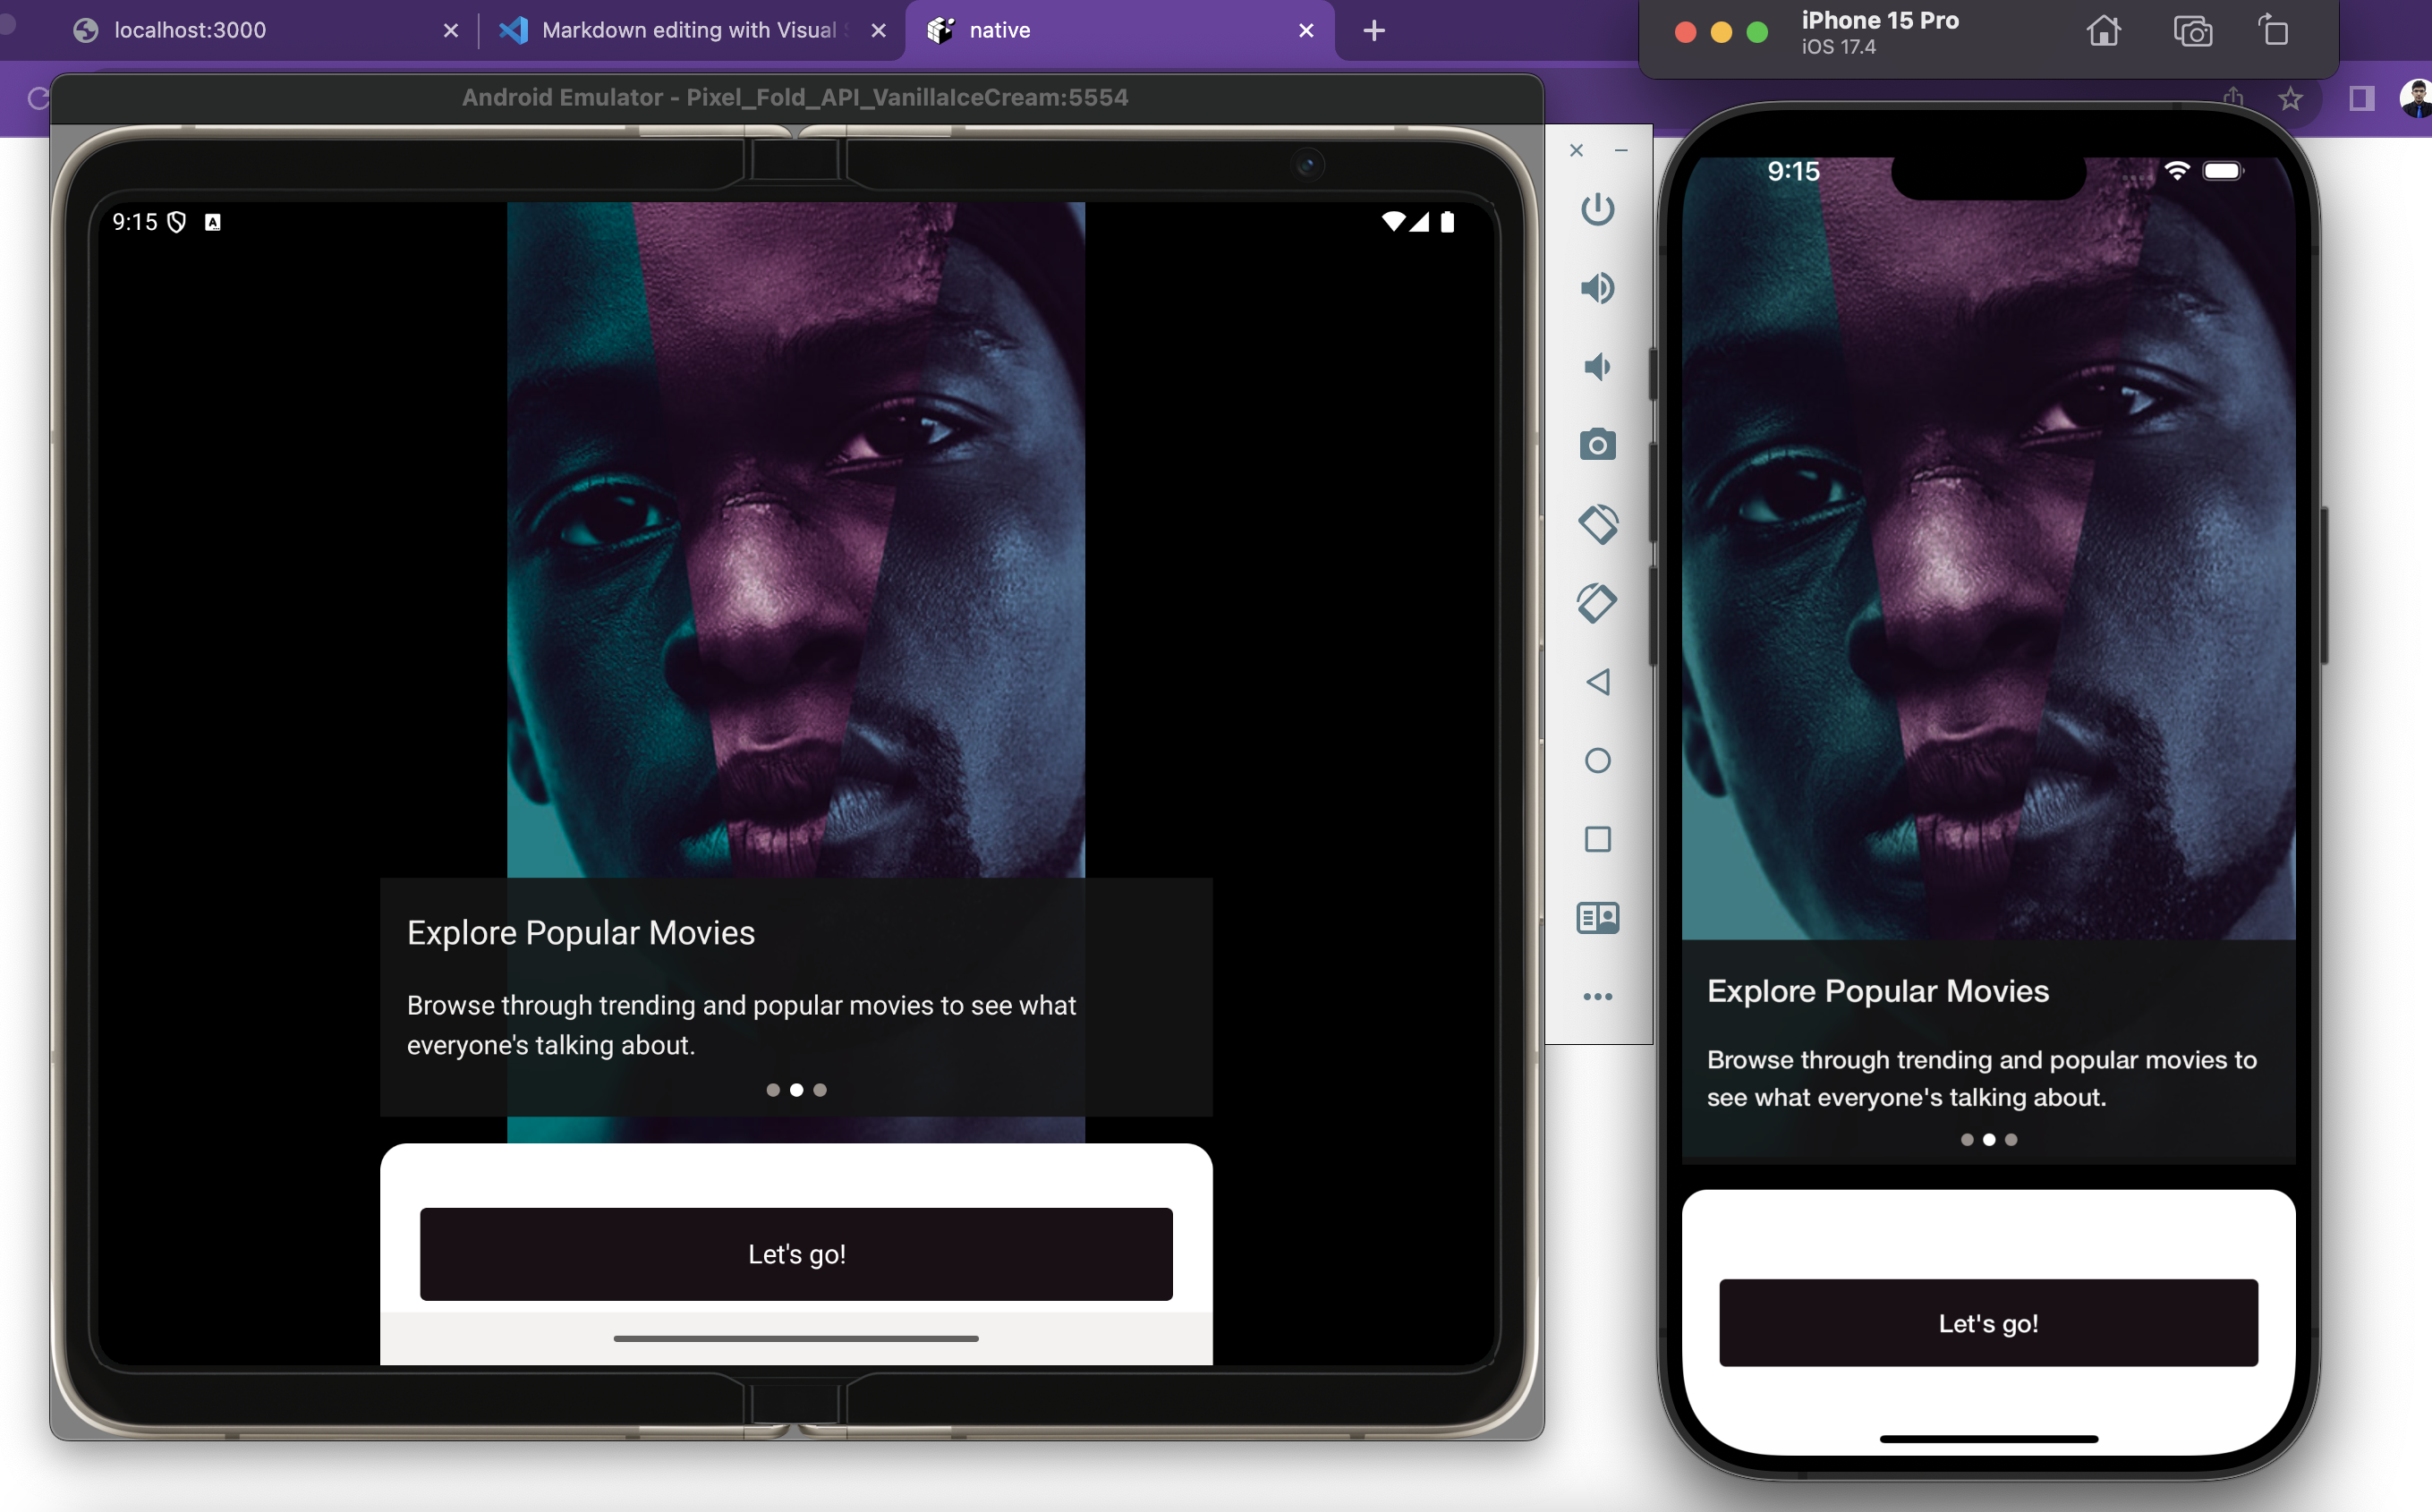 localhost:3000
Markdown editing with Visual
native
iPhone 15 Pro
iOS 17.4
Android Emulator - Pixel_Fold_API_VanillaIceCream:5554
9:15
A
Explore Popular Movies
Browse through trending and popular movies to see what
everyone's talking about.
Let's go!
9:15
Explore Popular Movies
Browse through trending and popular movies to
see what everyone's talking about.
Let's go!